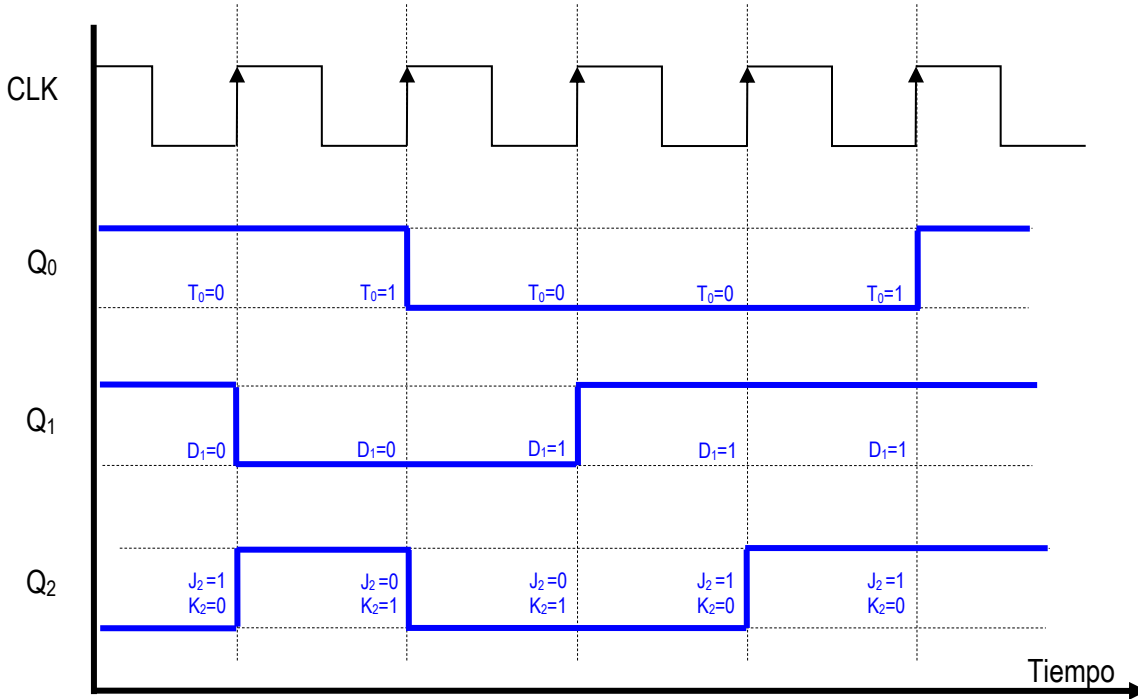 CLK
Q₀
T₀=0 T₀=1 T₀=0 T₀=0 T₀=1
Q₁
D₁=0 D₁=0 D₁=1 D₁=1 D₁=1
Q₂
J₂=1 J₂=0 J₂=0 J₂=1 J₂=1
K₂=0 K₂=1 K₂=1 K₂=0 K₂=0
Tiempo